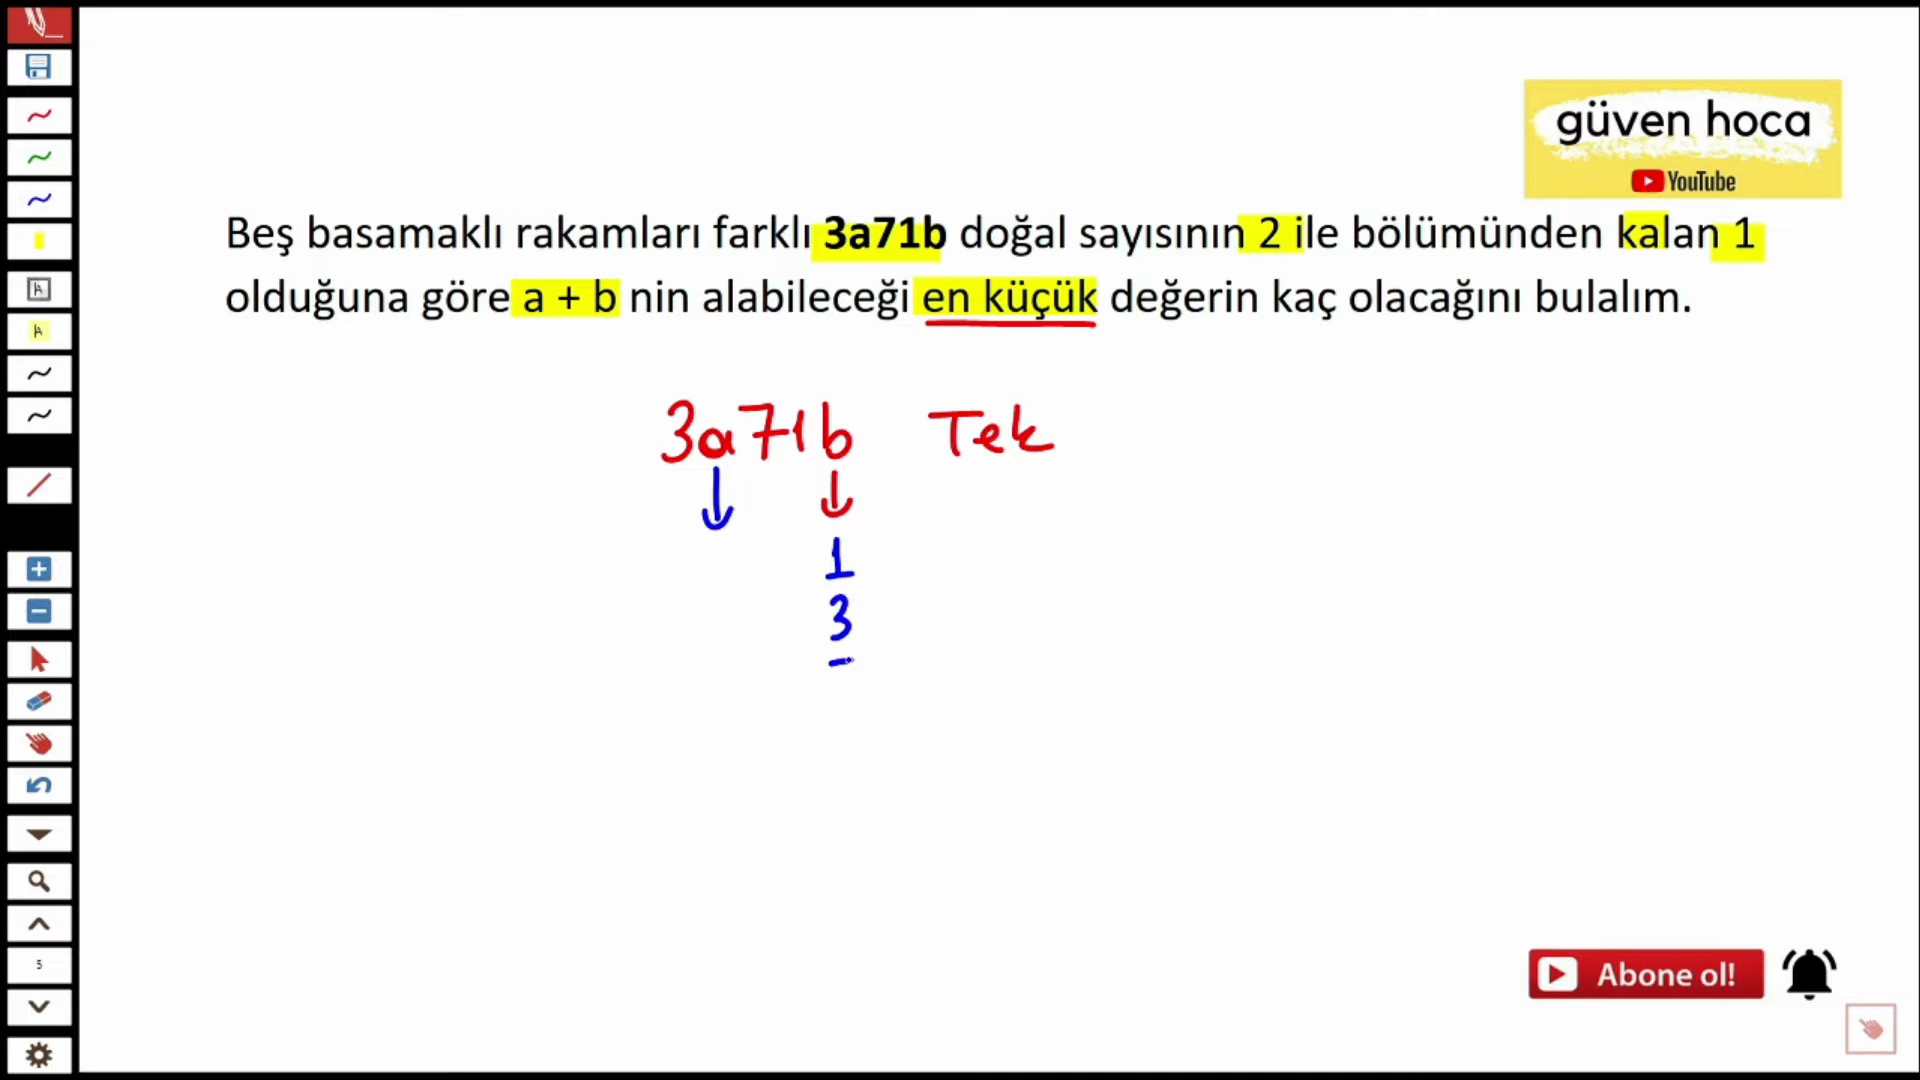 güven hoca
YouTube
Beş basamaklı rakamları farklı 3a71b doğal sayısının 2 ile bölümünden kalan 1
olduğuna göre a + b nin alabileceği en küçük değerin kaç olacağını bulalım.
3a71b Tek
1
3
A
A
5
Abone ol!